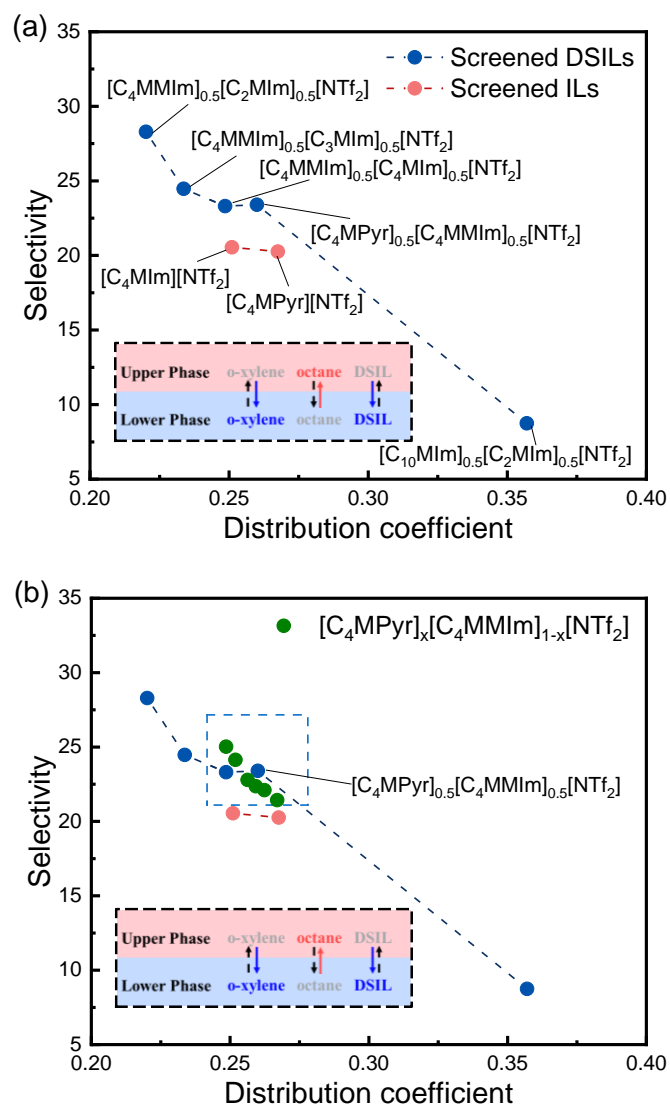 (a)
35
30
25
20
15
10
5
Selectivity
Screened DSILs
Screened ILs
[C₄MMIm]₀.₅[C₂MIm]₀.₅[NTf₂]
[C₄MMIm]₀.₅[C₃MIm]₀.₅[NTf₂]
[C₄MMIm]₀.₅[C₄MIm]₀.₅[NTf₂]
[C₄MPyr]₀.₅[C₄MMIm]₀.₅[NTf₂]
[C₄MIm][NTf₂]
[C₄MPyr][NTf₂]
Upper Phase o-xylene octane DSIL
Lower Phase o-xylene octane DSIL
[C₁₀MIm]₀.₅[C₂MIm]₀.₅[NTf₂]
0.20 0.25 0.30 0.35 0.40
Distribution coefficient
(b)
35
30
25
20
15
10
5
Selectivity
[C₄MPyr]ₓ[C₄MMIm]₁₋ₓ[NTf₂]
[C₄MPyr]₀.₅[C₄MMIm]₀.₅[NTf₂]
Upper Phase o-xylene octane DSIL
Lower Phase o-xylene octane DSIL
0.20 0.25 0.30 0.35 0.40
Distribution coefficient